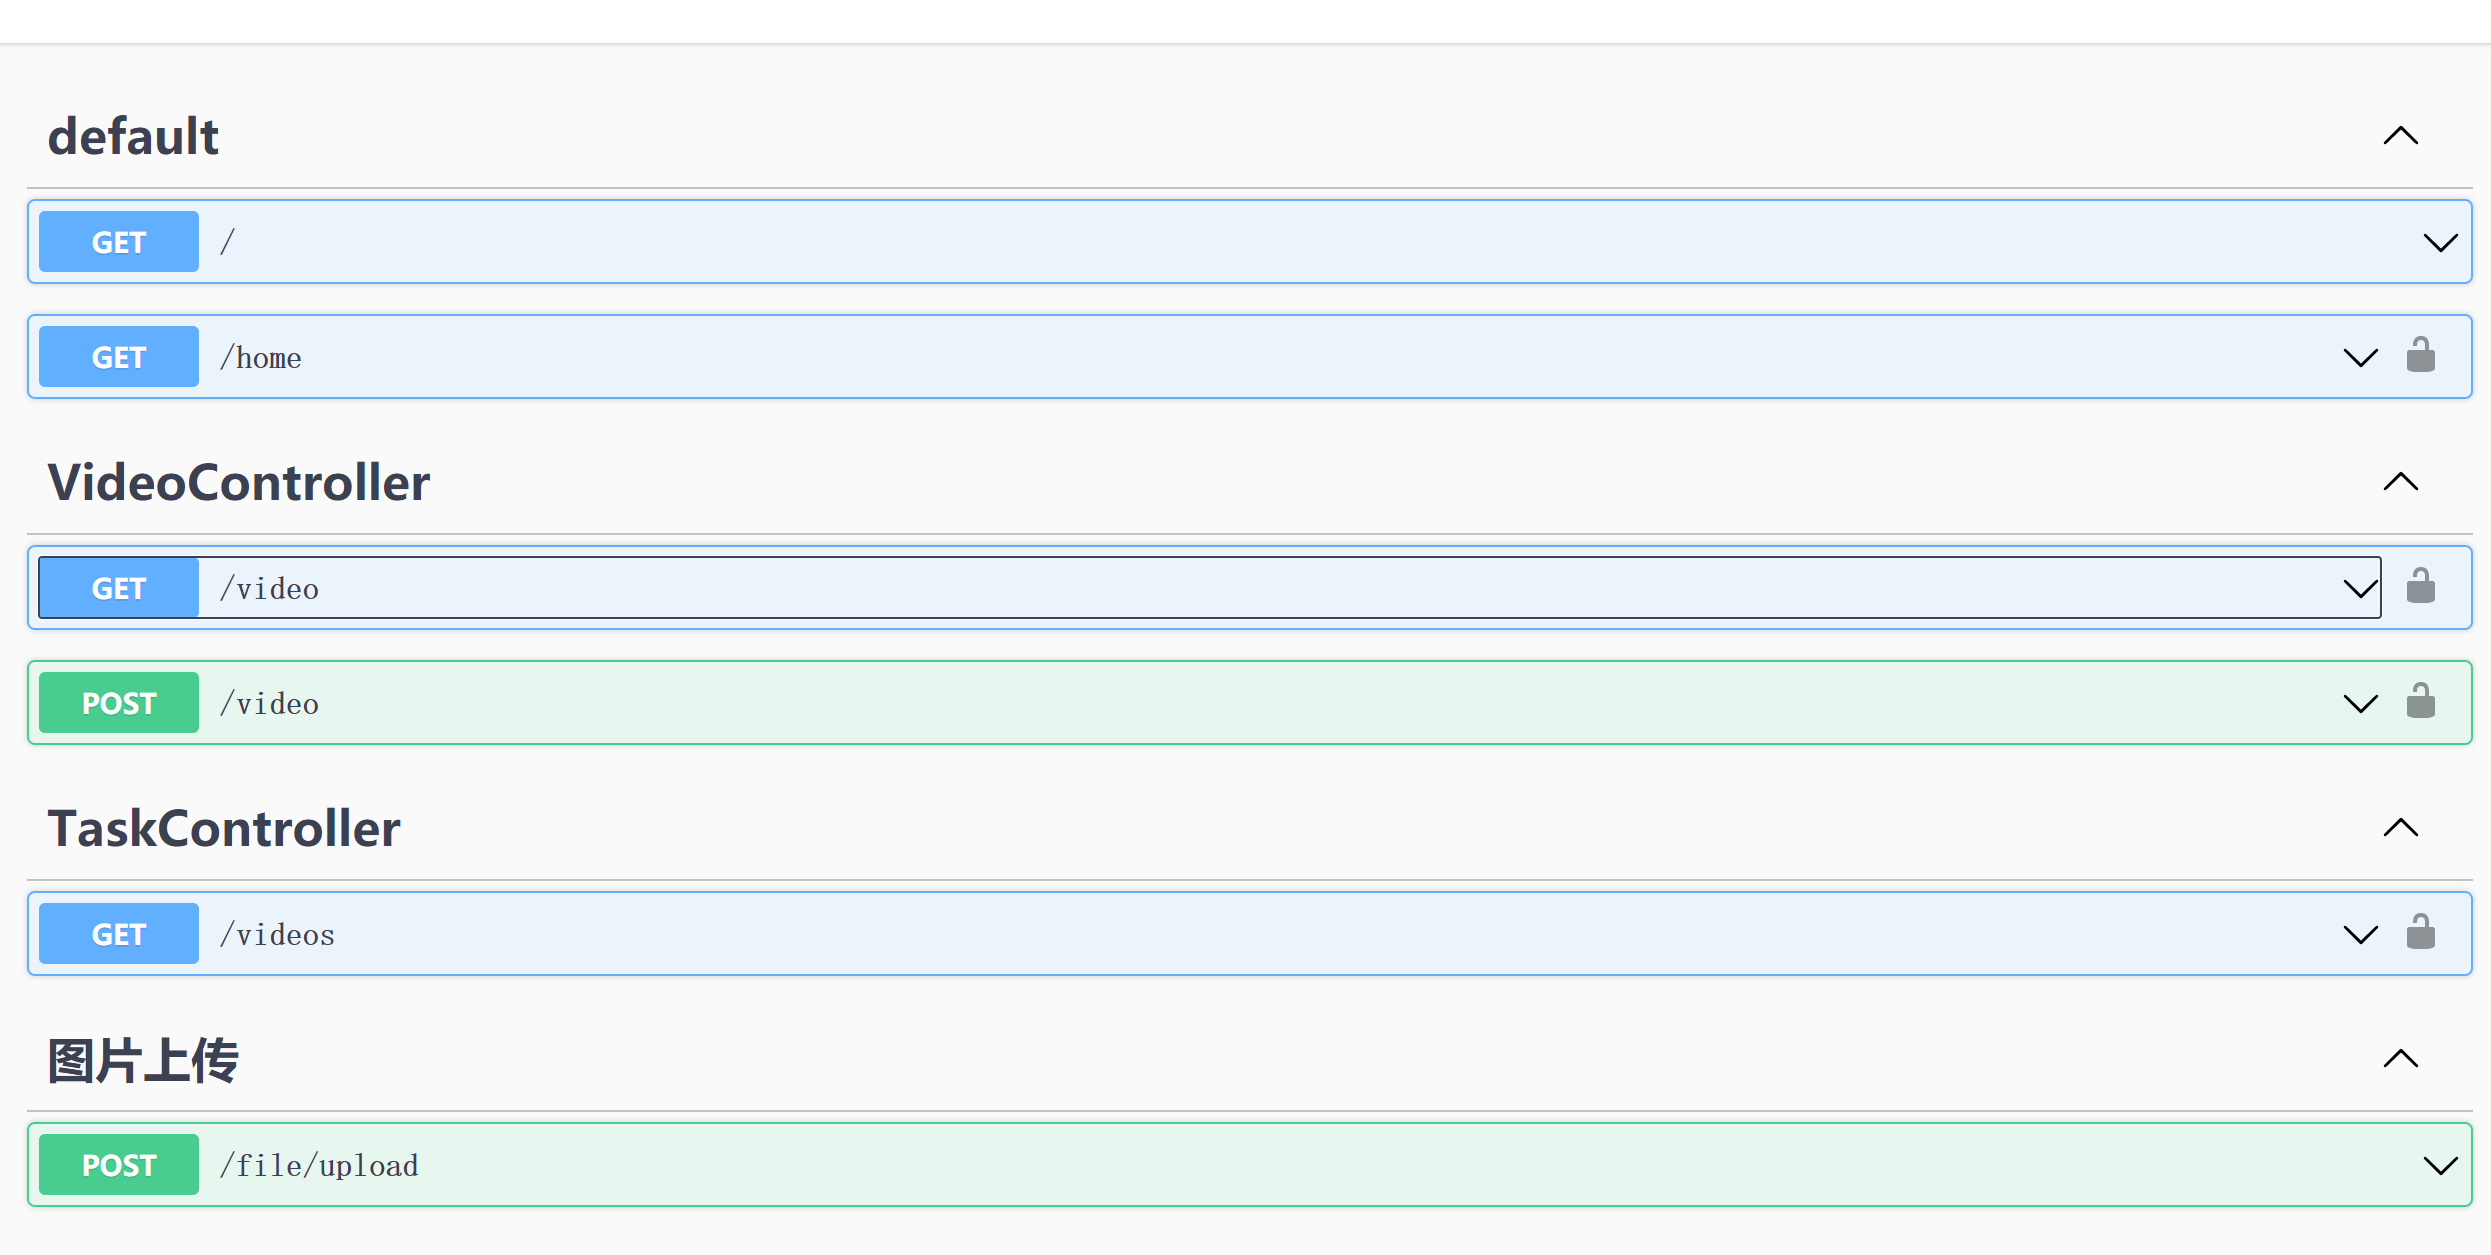 default
GET /
GET /home
VideoController
GET /video
POST /video
TaskController
GET /videos
图片上传
POST /file/upload